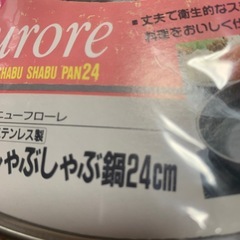 urore
SHABU SHABU PAN24
・丈夫で衛生的なス
料理をおいしく仕
ニューフローレ
ステンレス製
しゃぶしゃぶ鍋24cm